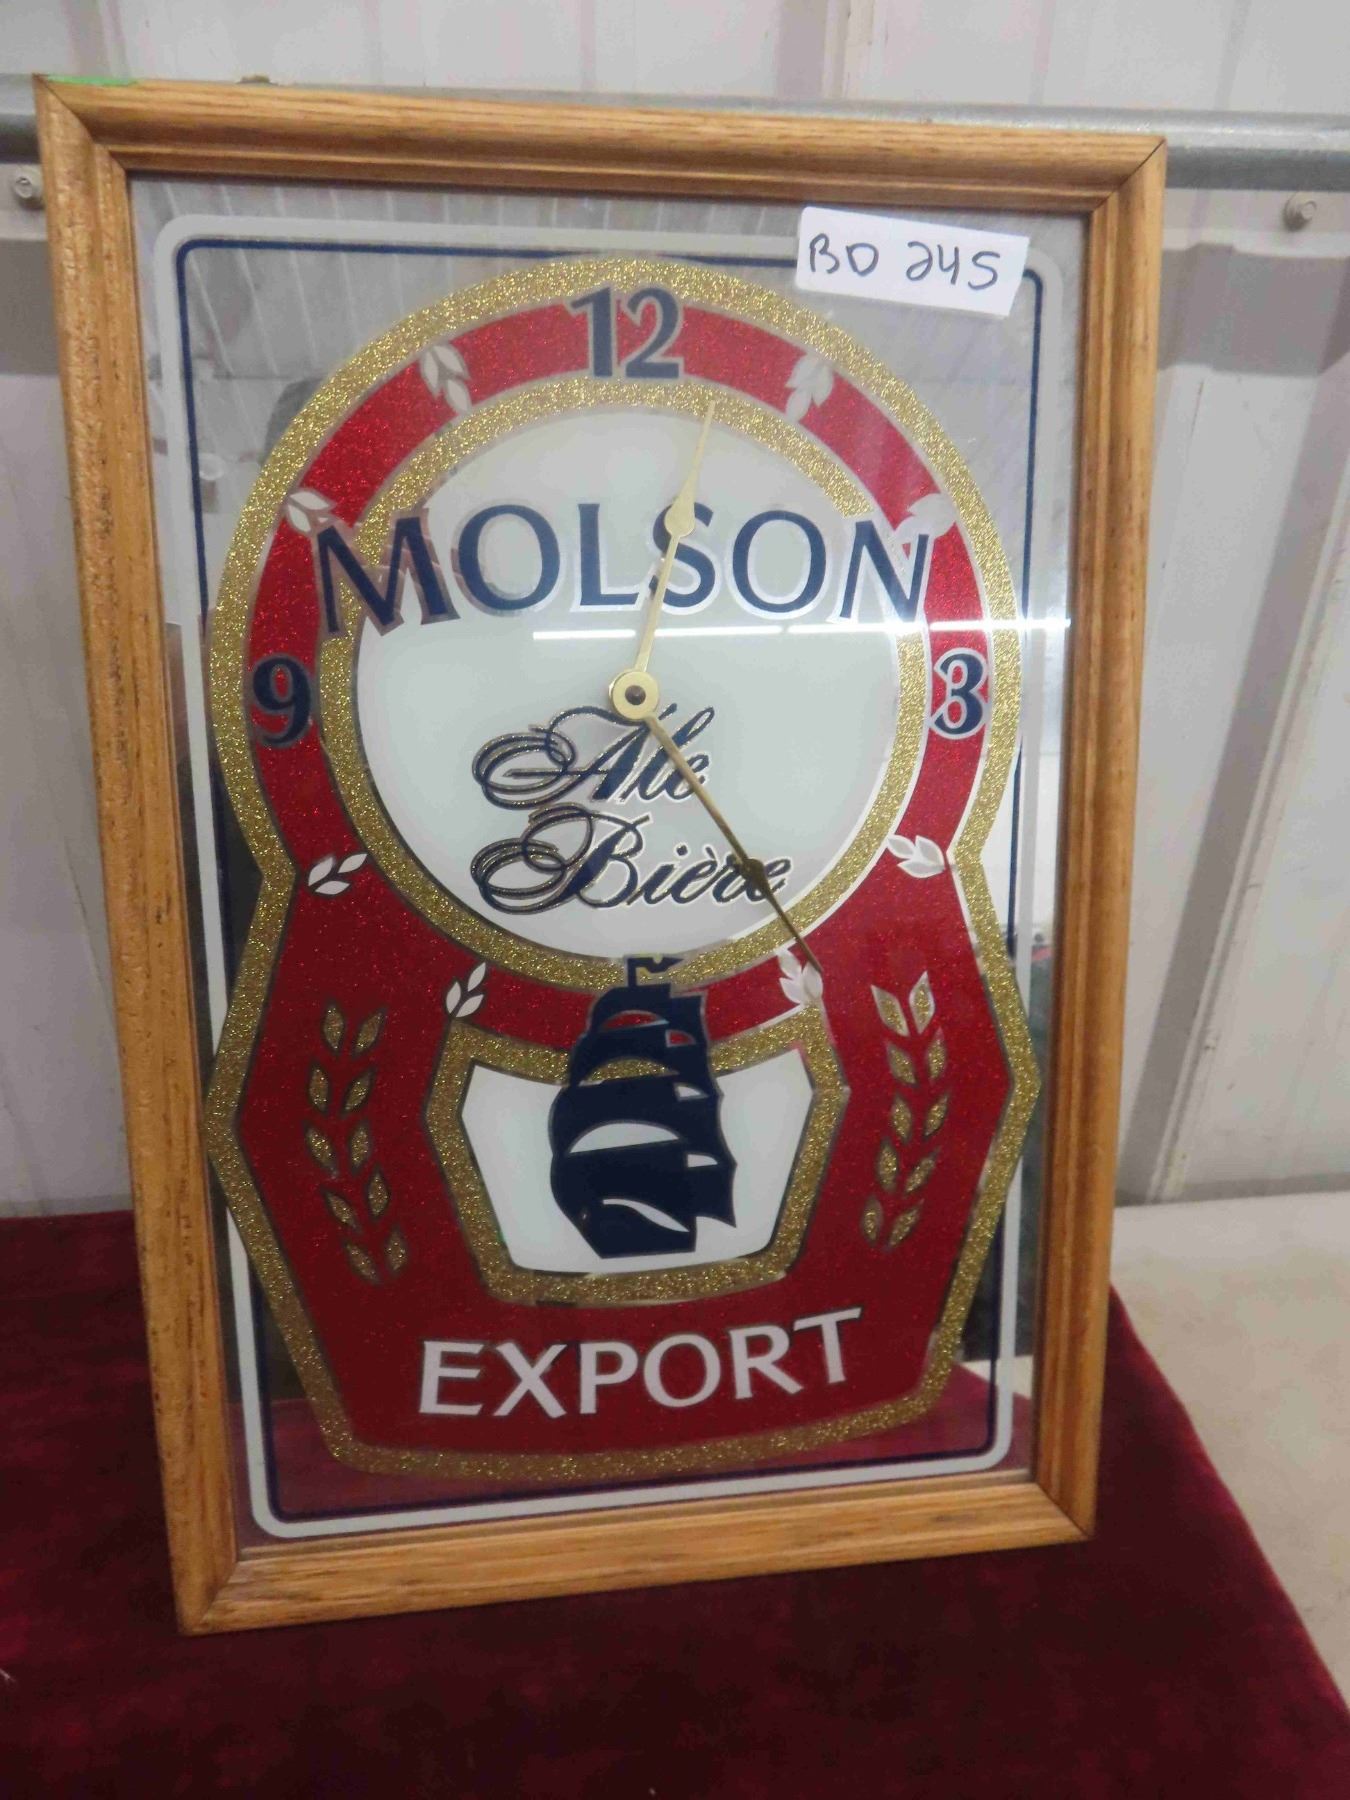 BD 245
12
MOLSON
9
3
Ale
Bière
EXPORT